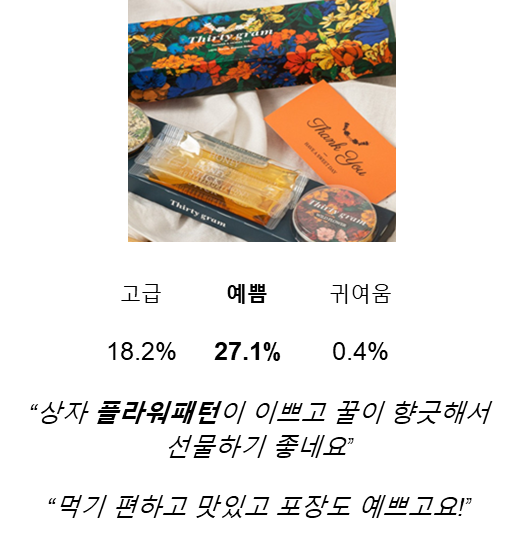 Thirty gram
Thank You
HAVE A SWEET DAY
Thirty gram
Thirty gram
고급 예쁨 귀여움
18.2% 27.1% 0.4%
“상자 플라워패턴이 이쁘고 꿀이 향긋해서
선물하기 좋네요”
“먹기 편하고 맛있고 포장도 예쁘고요!”